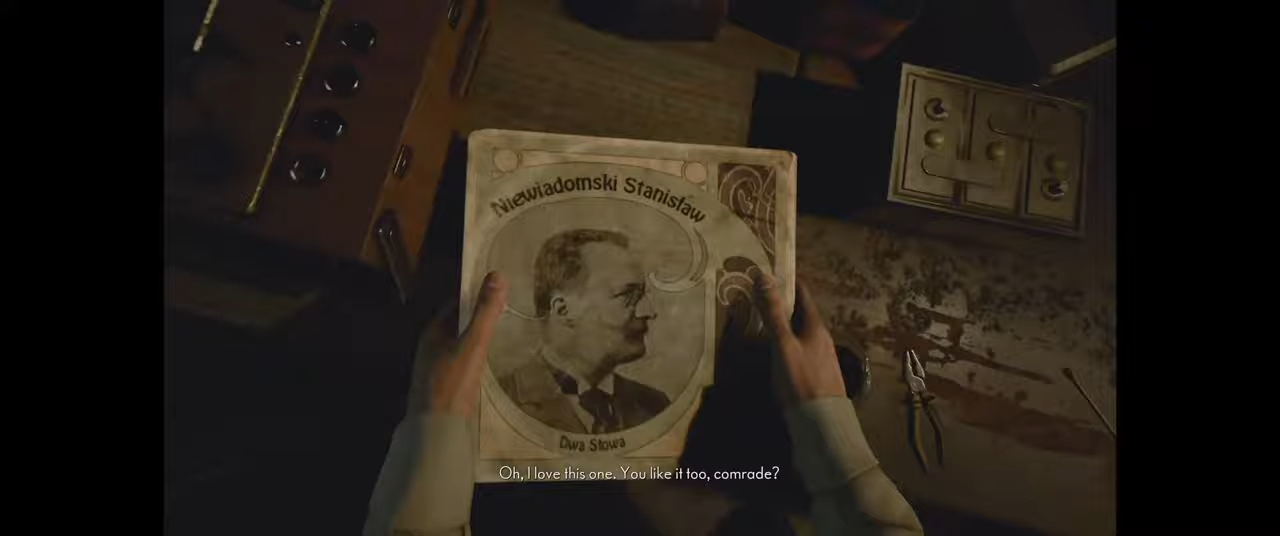 Niewiadomski Stanisław
Dwa Słowa
Oh, I love this one. You like it too, comrade?